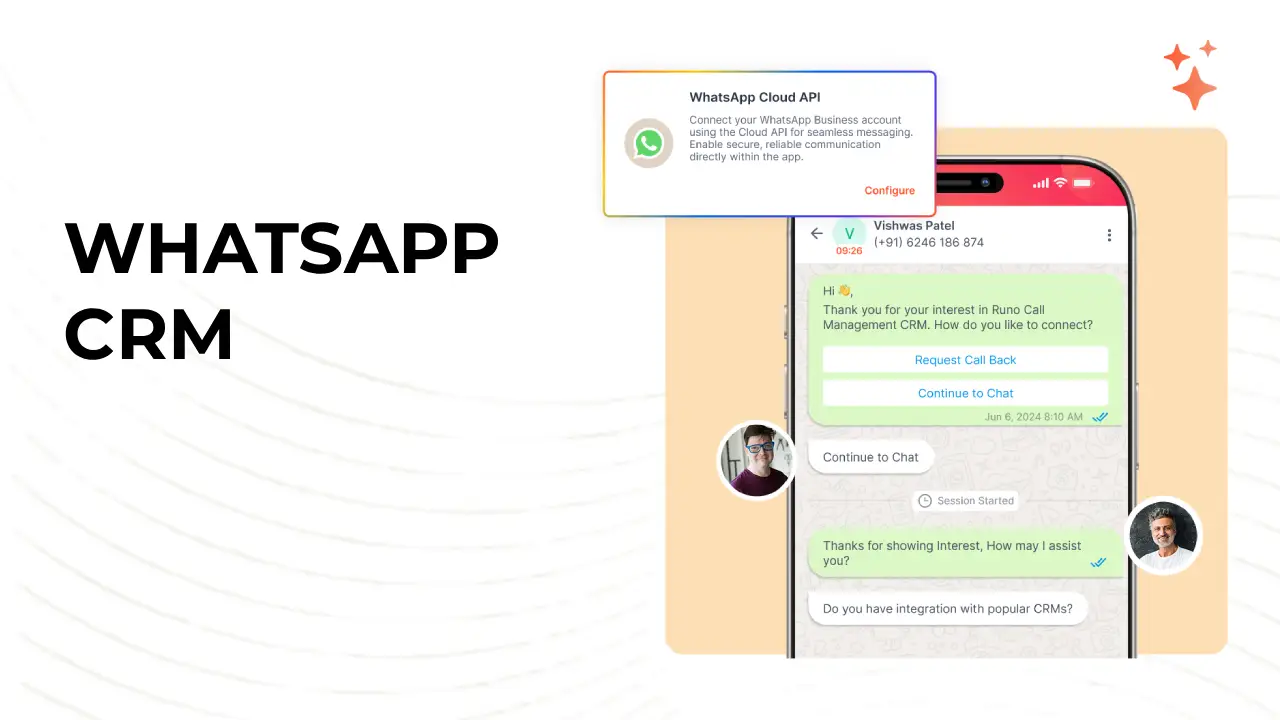 WHATSAPP
CRM
WhatsApp Cloud API
Connect your WhatsApp Business account
using the Cloud API for seamless messaging.
Enable secure, reliable communication
directly within the app.
Configure
V
09:26
Vishwas Patel
(+91) 6246 186 874
Hi 👋,
Thank you for your interest in Runo Call
Management CRM. How do you like to connect?
Request Call Back
Continue to Chat
Jun 6, 2024 8:10 AM
Continue to Chat
Session Started
Thanks for showing Interest, How may I assist
you?
Do you have integration with popular CRMs?